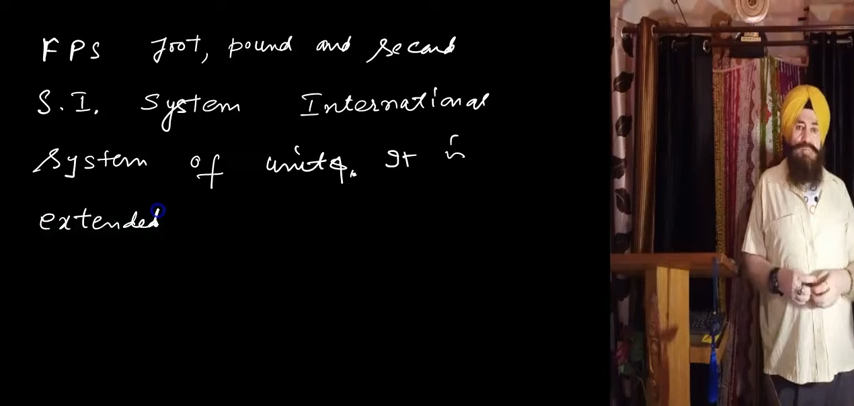 FPS foot, pound and second
S.I. System International
system of units. It is
extended